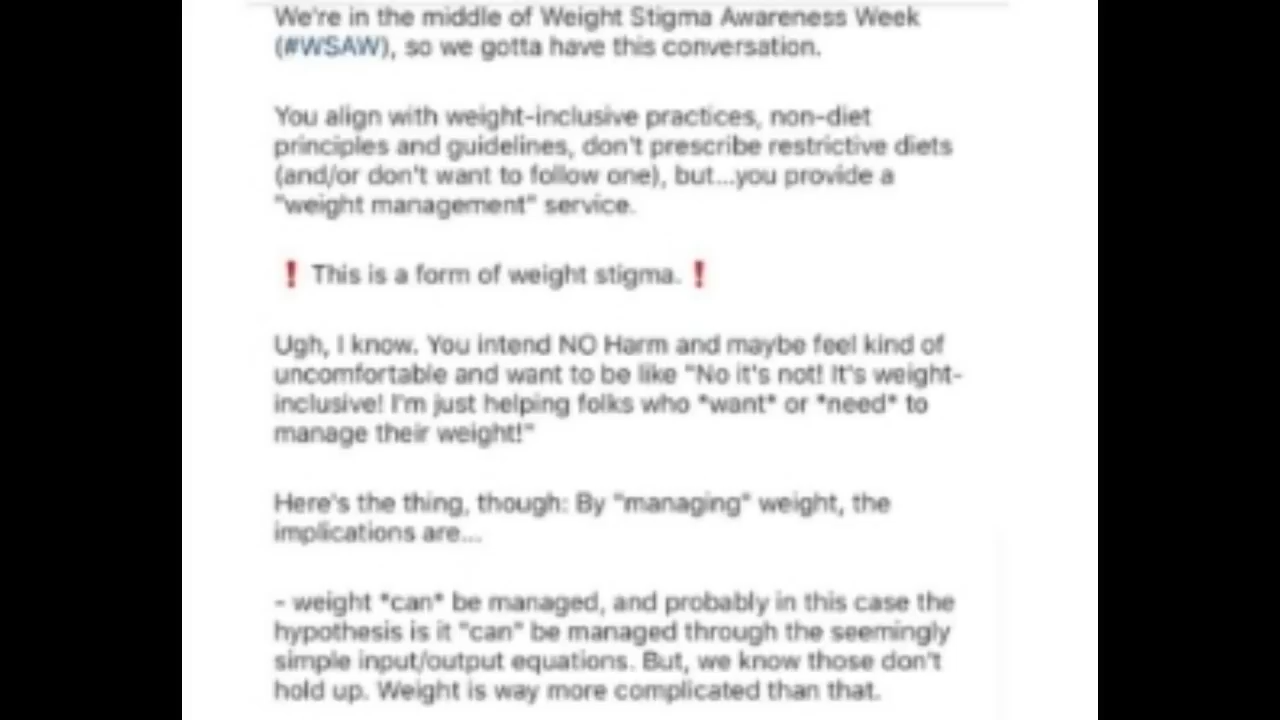 We're in the middle of Weight Stigma Awareness Week
(#WSAW), so we gotta have this conversation.
You align with weight-inclusive practices, non-diet
principles and guidelines, don't prescribe restrictive diets
(and/or don't want to follow one), but...you provide a
"weight management" service.
❗ This is a form of weight stigma. ❗
Ugh, I know. You intend NO Harm and maybe feel kind of
uncomfortable and want to be like "No it's not! It's weight-
inclusive! I'm just helping folks who *want* or *need* to
manage their weight!"
Here's the thing, though: By "managing" weight, the
implications are...
- weight *can* be managed, and probably in this case the
hypothesis is it "can" be managed through the seemingly
simple input/output equations. But, we know those don't
hold up. Weight is way more complicated than that.